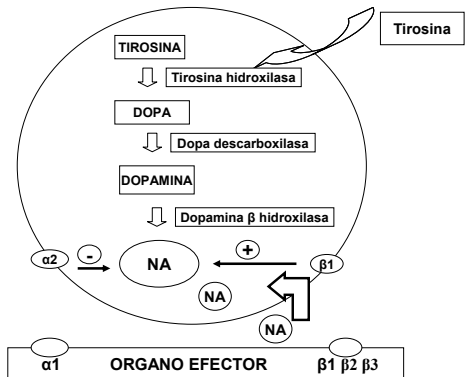 Tirosina
TIROSINA
Tirosina hidroxilasa
DOPA
Dopa descarboxilasa
DOPAMINA
Dopamina β hidroxilasa
α2
-
NA
+
β1
NA
NA
α1
ORGANO EFECTOR
β1 β2 β3